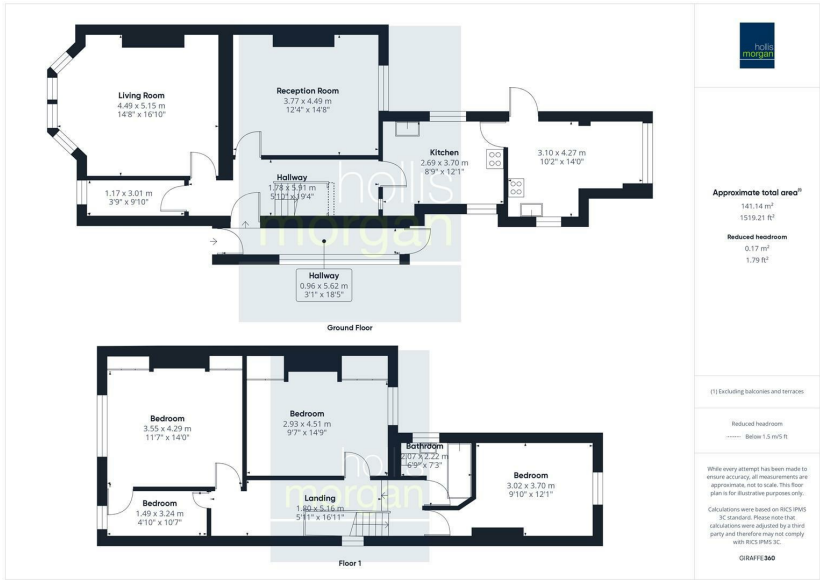 Living Room
4.49 x 5.15 m
14'8" x 16'10"
Reception Room
3.77 x 4.49 m
12'4" x 14'8"
Kitchen
2.69 x 3.70 m
8'9" x 12'1"
3.10 x 4.27 m
10'2" x 14'0"
1.17 x 3.01 m
3'9" x 9'10"
Hallway
1.78 x 5.91 m
5'10" x 19'4"
hollis
morgan
Hallway
0.96 x 5.62 m
3'1" x 18'5"
Ground Floor
Bedroom
3.55 x 4.29 m
11'7" x 14'0"
Bedroom
2.93 x 4.51 m
9'7" x 14'9"
Bathroom
2.07 x 2.22 m
6'9" x 7'3"
Bedroom
3.02 x 3.70 m
9'10" x 12'1"
Bedroom
1.49 x 3.24 m
4'10" x 10'7"
Landing
1.80 x 5.16 m
5'11" x 16'11"
hollis
morgan
Floor 1
hollis
morgan
Approximate total area(1)
141.14 m²
1519.21 ft²
Reduced headroom
0.17 m²
1.79 ft²
(1) Excluding balconies and terraces
Reduced headroom
Below 1.5 m/5 ft
While every attempt has been made to
ensure accuracy, all measurements are
approximate, not to scale. This floor
plan is for illustrative purposes only.
Calculations were based on RICS IPMS
3C standard. Please note that
calculations were adjusted by a third
party and therefore may not comply
with RICS IPMS 3C.
GIRAFFE360